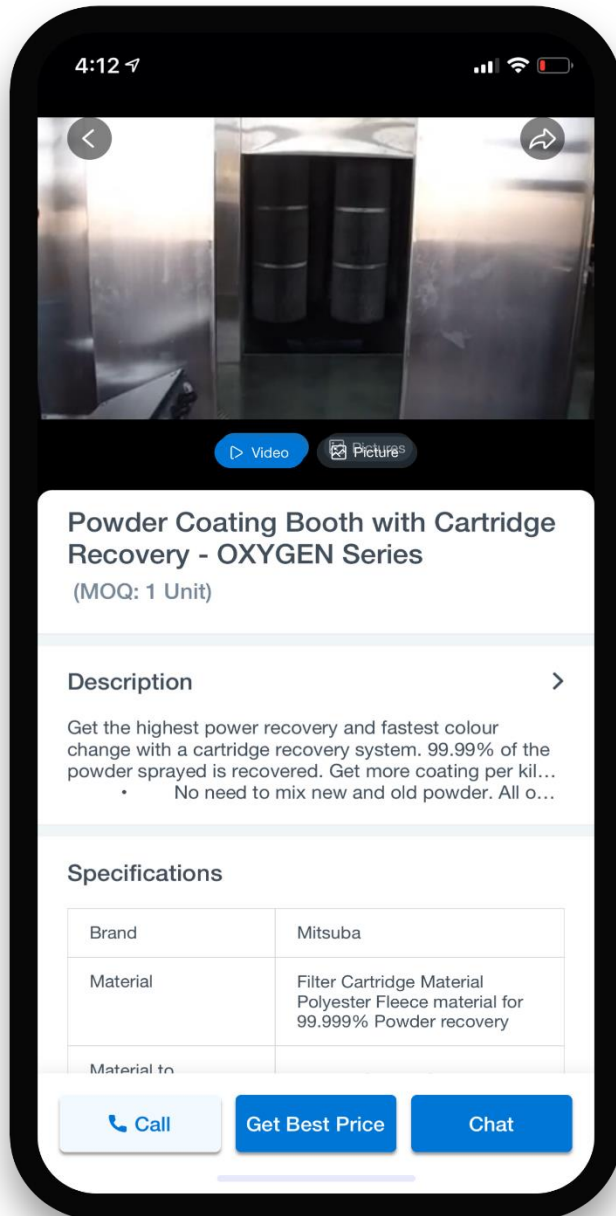 4:12
Video
Pictures
Picture
Powder Coating Booth with Cartridge
Recovery - OXYGEN Series
(MOQ: 1 Unit)
Description
Get the highest power recovery and fastest colour
change with a cartridge recovery system. 99.99% of the
powder sprayed is recovered. Get more coating per kil...
• No need to mix new and old powder. All o...
Specifications
Brand Mitsuba
Material Filter Cartridge Material
Polyester Fleece material for
99.999% Powder recovery
Material to
Call
Get Best Price
Chat